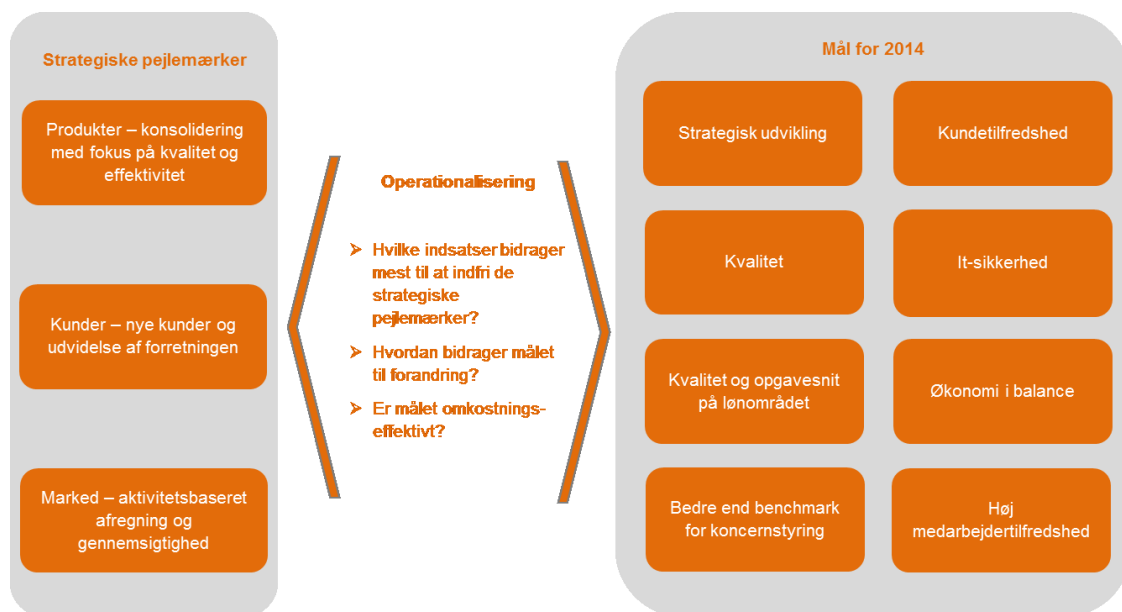 Strategiske pejlemærker
Produkter – konsolidering
med fokus på kvalitet og
effektivitet
Kunder – nye kunder og
udvidelse af forretningen
Marked – aktivitetsbaseret
afregning og
gennemsigtighed
Operationalisering
➢ Hvilke indsatser bidrager
mest til at indfri de
strategiske
pejlemærker?
➢ Hvordan bidrager målet
til forandring?
➢ Er målet omkostnings-
effektivt?
Mål for 2014
Strategisk udvikling
Kundetilfredshed
Kvalitet
It-sikkerhed
Kvalitet og opgavesnit
på lønområdet
Økonomi i balance
Bedre end benchmark
for koncernstyring
Høj
medarbejdertilfredshed